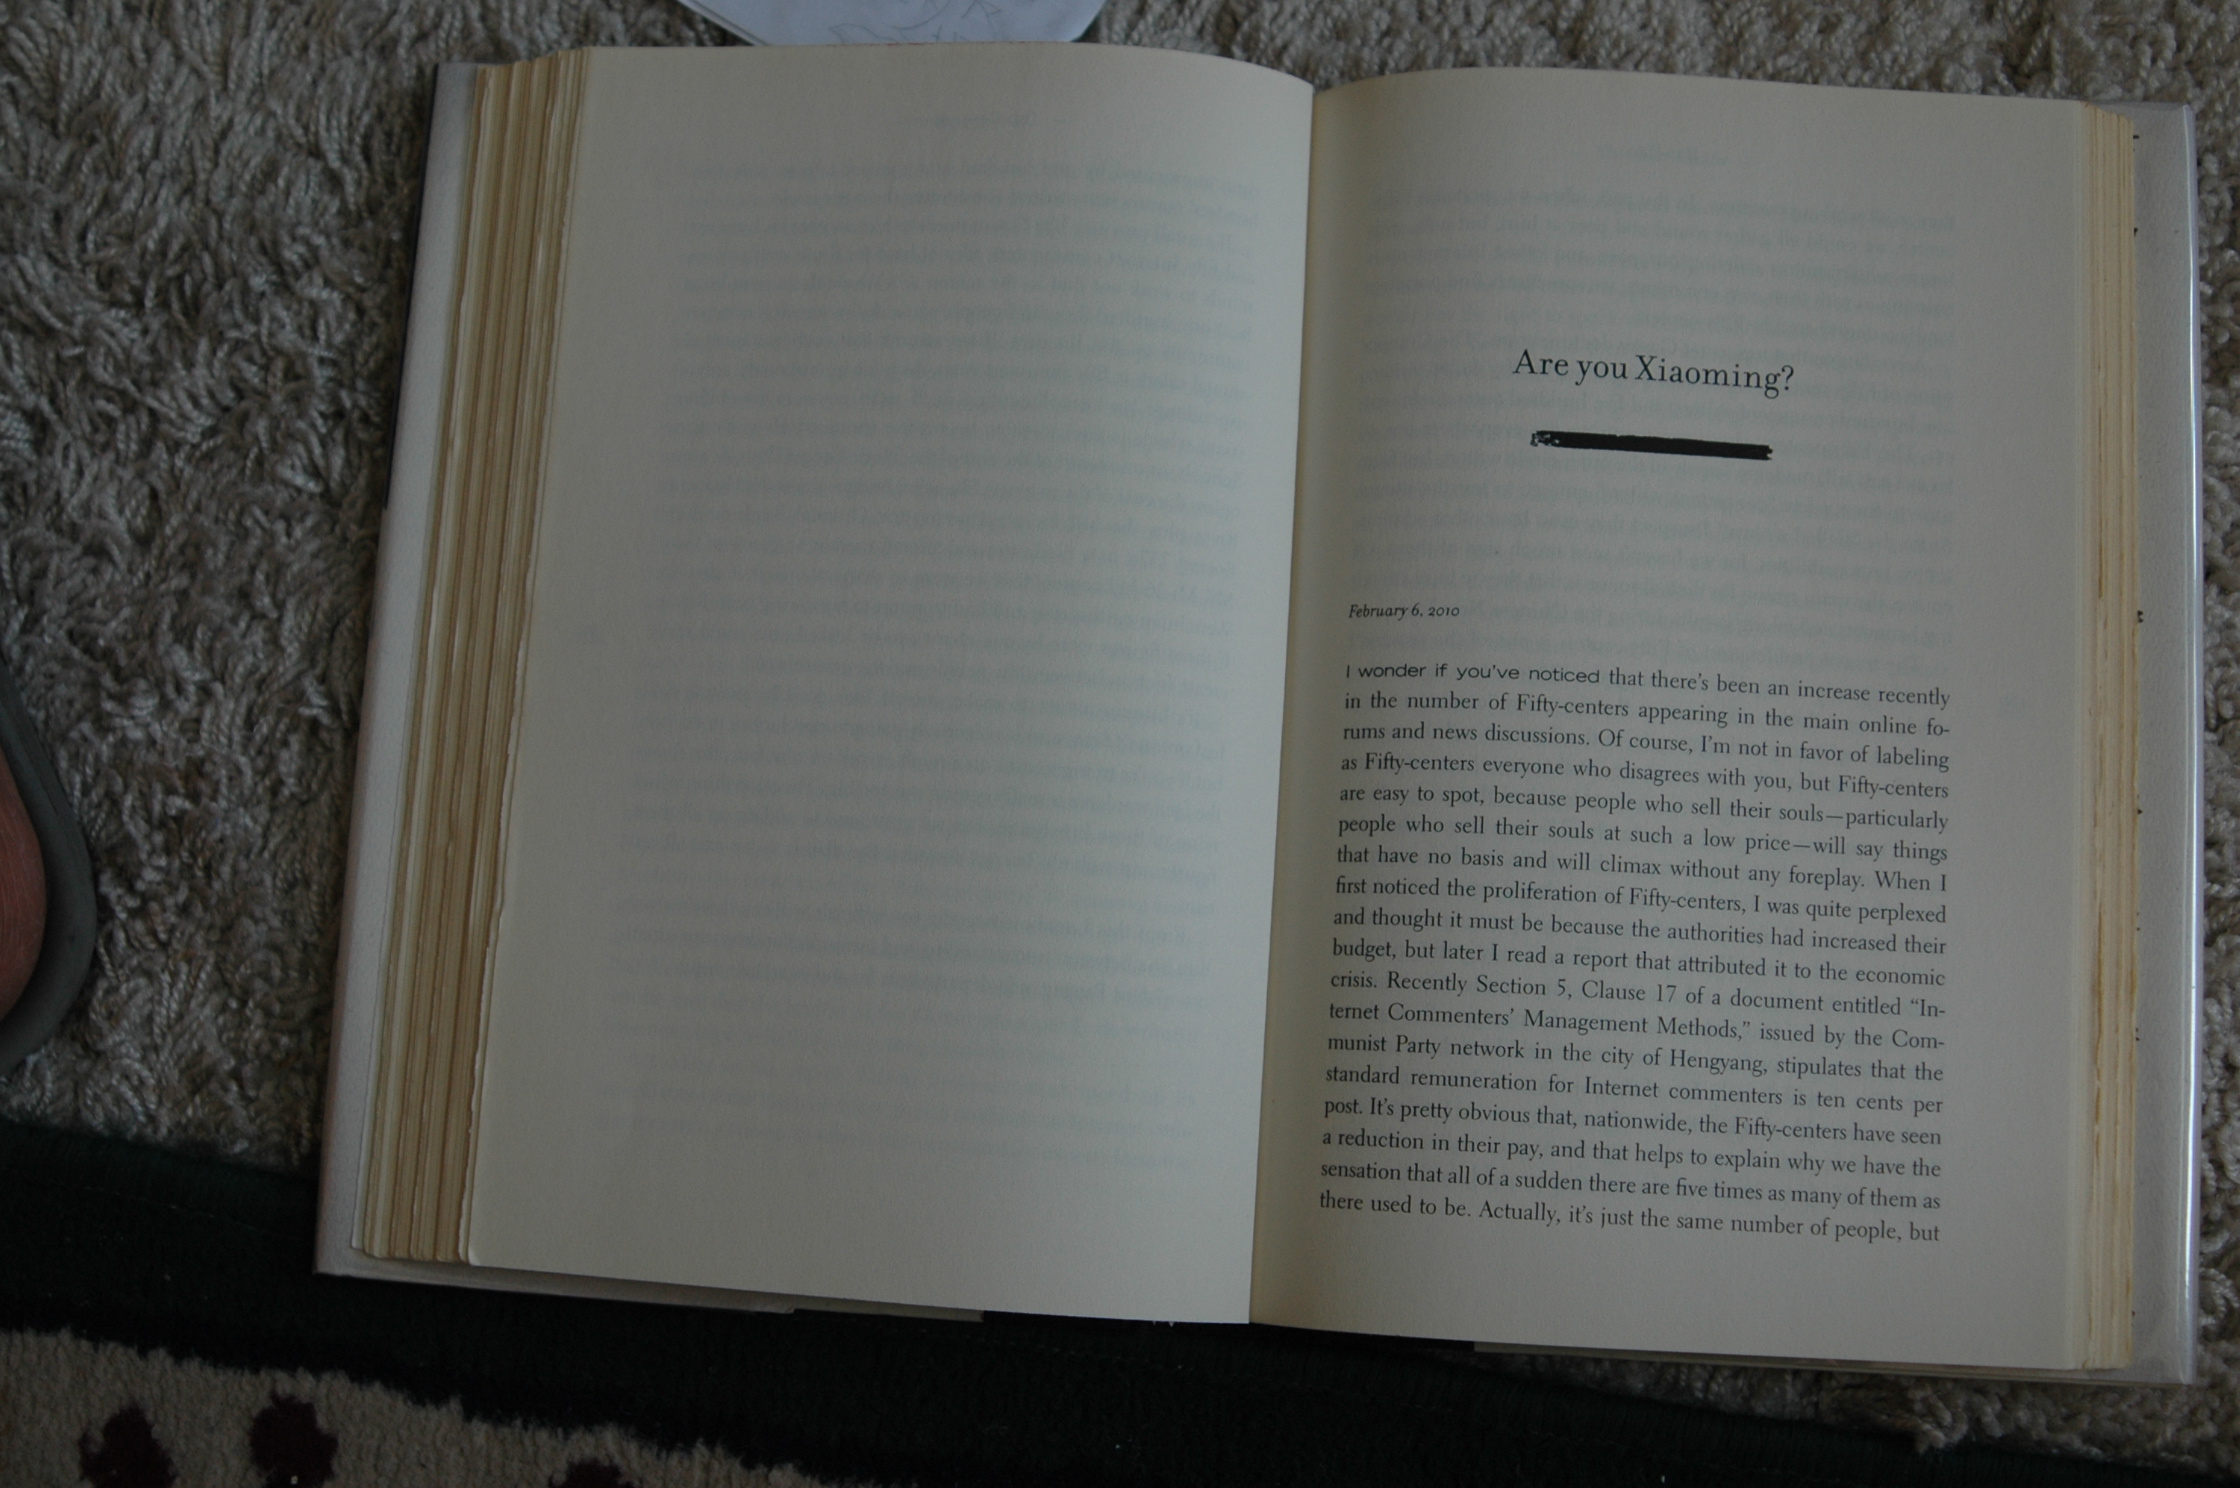 Are you Xiaoming?
February 6, 2010
I wonder if you've noticed that there's been an increase recently
in the number of Fifty-centers appearing in the main online fo-
rums and news discussions. Of course, I'm not in favor of labeling
as Fifty-centers everyone who disagrees with you, but Fifty-centers
are easy to spot, because people who sell their souls—particularly
people who sell their souls at such a low price—will say things
that have no basis and will climax without any foreplay. When I
first noticed the proliferation of Fifty-centers, I was quite perplexed
and thought it must be because the authorities had increased their
budget, but later I read a report that attributed it to the economic
crisis. Recently Section 5, Clause 17 of a document entitled “In-
ternet Commenters' Management Methods,” issued by the Com-
munist Party network in the city of Hengyang, stipulates that the
standard remuneration for Internet commenters is ten cents per
post. It's pretty obvious that, nationwide, the Fifty-centers have seen
a reduction in their pay, and that helps to explain why we have the
sensation that all of a sudden there are five times as many of them as
there used to be. Actually, it's just the same number of people, but